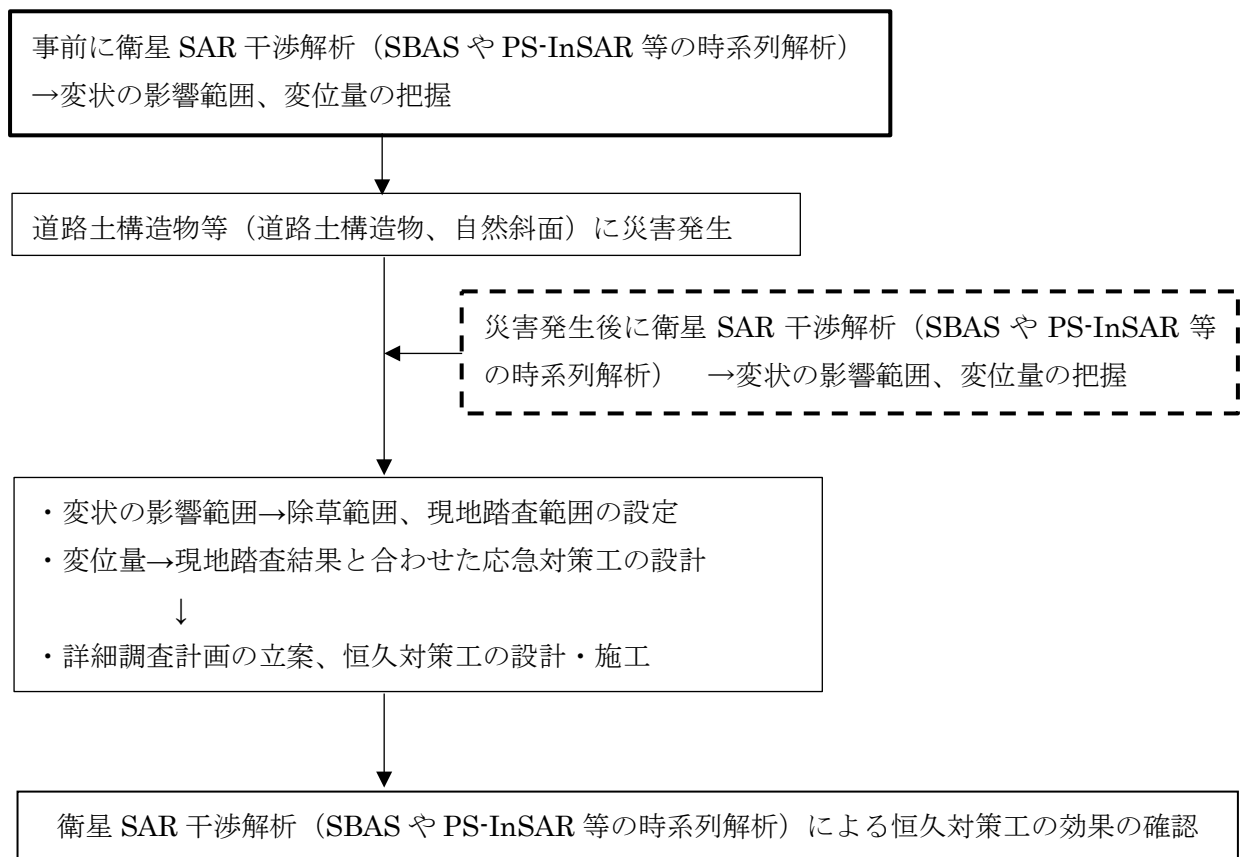 事前に衛星 SAR 干渉解析（SBAS や PS-InSAR 等の時系列解析）
→変状の影響範囲、変位量の把握
道路土構造物等（道路土構造物、自然斜面）に災害発生
災害発生後に衛星 SAR 干渉解析（SBAS や PS-InSAR 等
の時系列解析）　→変状の影響範囲、変位量の把握
・変状の影響範囲→除草範囲、現地踏査範囲の設定
・変位量→現地踏査結果と合わせた応急対策工の設計
↓
・詳細調査計画の立案、恒久対策工の設計・施工
衛星 SAR 干渉解析（SBAS や PS-InSAR 等の時系列解析）による恒久対策工の効果の確認